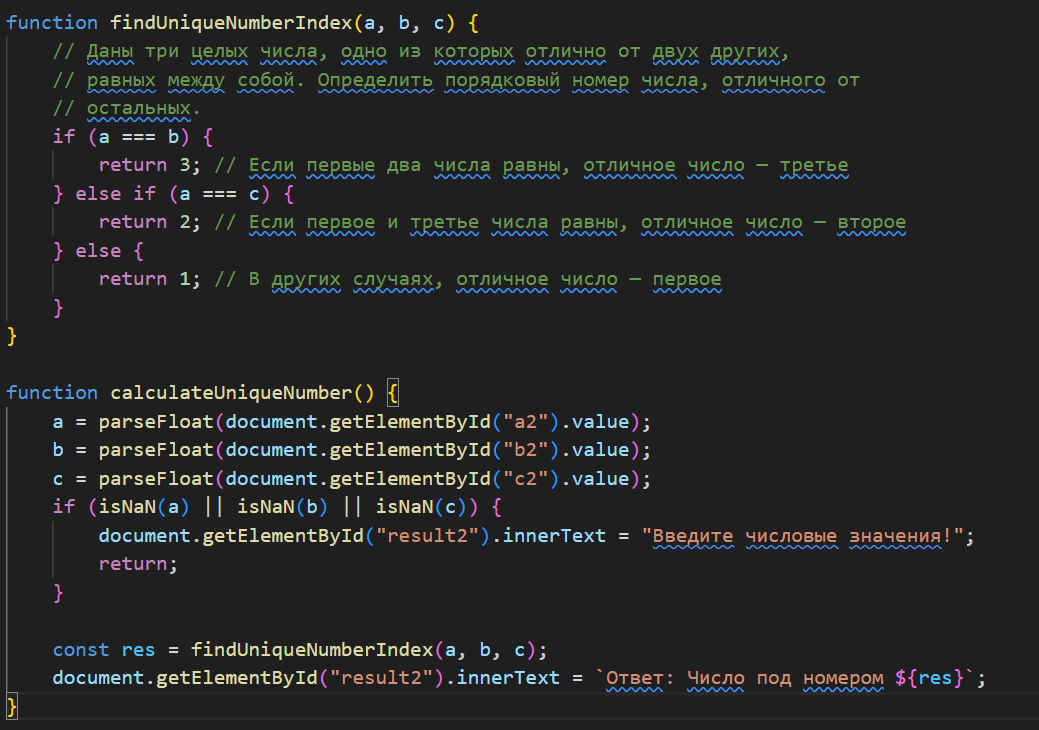 function findUniqueNumberIndex(a, b, c) {
    // Даны три целых числа, одно из которых отлично от двух других,
    // равных между собой. Определить порядковый номер числа, отличного от
    // остальных.
    if (a === b) {
        return 3; // Если первые два числа равны, отличное число — третье
    } else if (a === c) {
        return 2; // Если первое и третье числа равны, отличное число — второе
    } else {
        return 1; // В других случаях, отличное число — первое
    }
}

function calculateUniqueNumber() {
    a = parseFloat(document.getElementById("a2").value);
    b = parseFloat(document.getElementById("b2").value);
    c = parseFloat(document.getElementById("c2").value);
    if (isNaN(a) || isNaN(b) || isNaN(c)) {
        document.getElementById("result2").innerText = "Введите числовые значения!";
        return;
    }

    const res = findUniqueNumberIndex(a, b, c);
    document.getElementById("result2").innerText = `Ответ: Число под номером ${res}`;
}